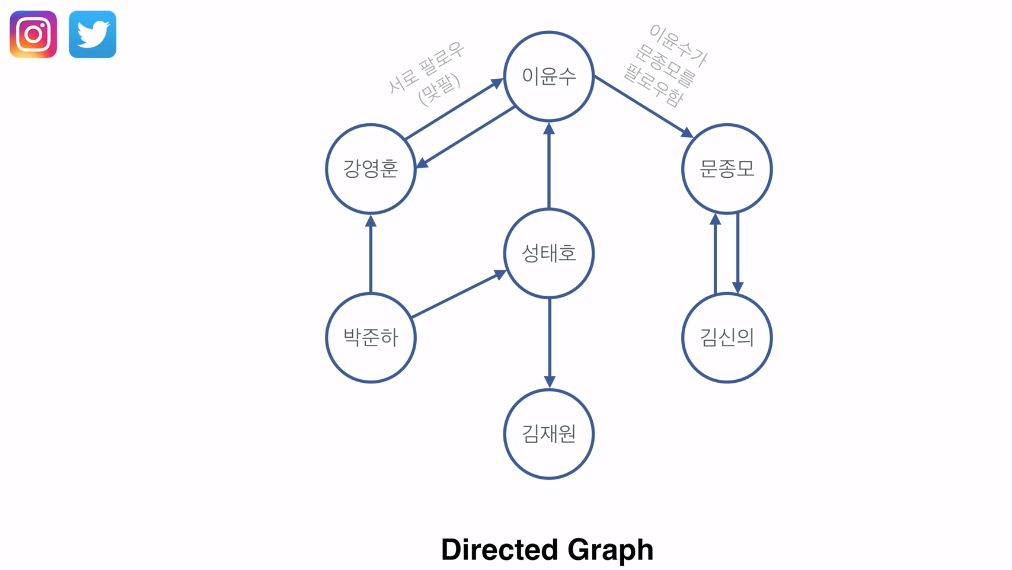 서로 팔로우
(맞팔)
이윤수
이윤수가
문종모를
팔로우함
강영훈
문종모
성태호
박준하
김신의
김재원
Directed Graph